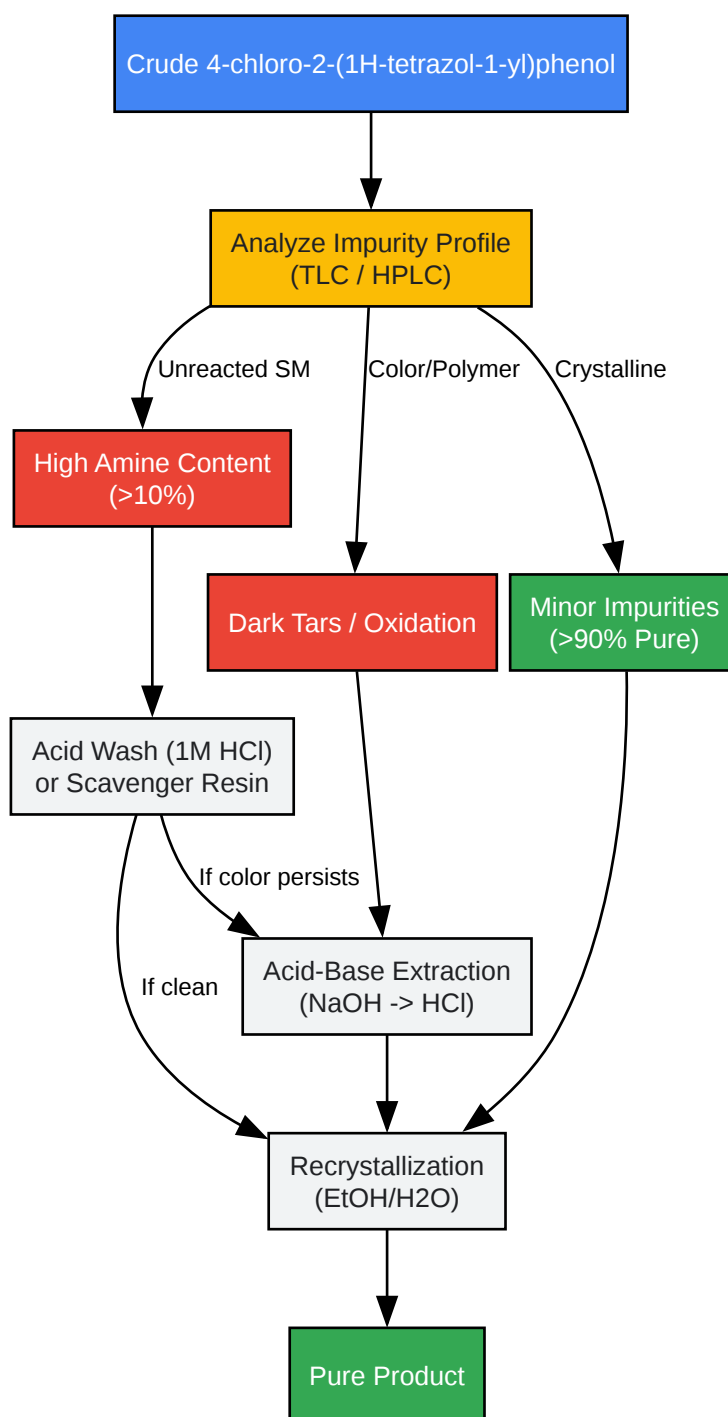 Crude 4-chloro-2-(1H-tetrazol-1-yl)phenol
Analyze Impurity Profile
(TLC / HPLC)
Unreacted SM
Color/Polymer
Crystalline
High Amine Content
(>10%)
Dark Tars / Oxidation
Minor Impurities
(>90% Pure)
Acid Wash (1M HCl)
or Scavenger Resin
If color persists
If clean
Acid-Base Extraction
(NaOH -> HCl)
Recrystallization
(EtOH/H2O)
Pure Product